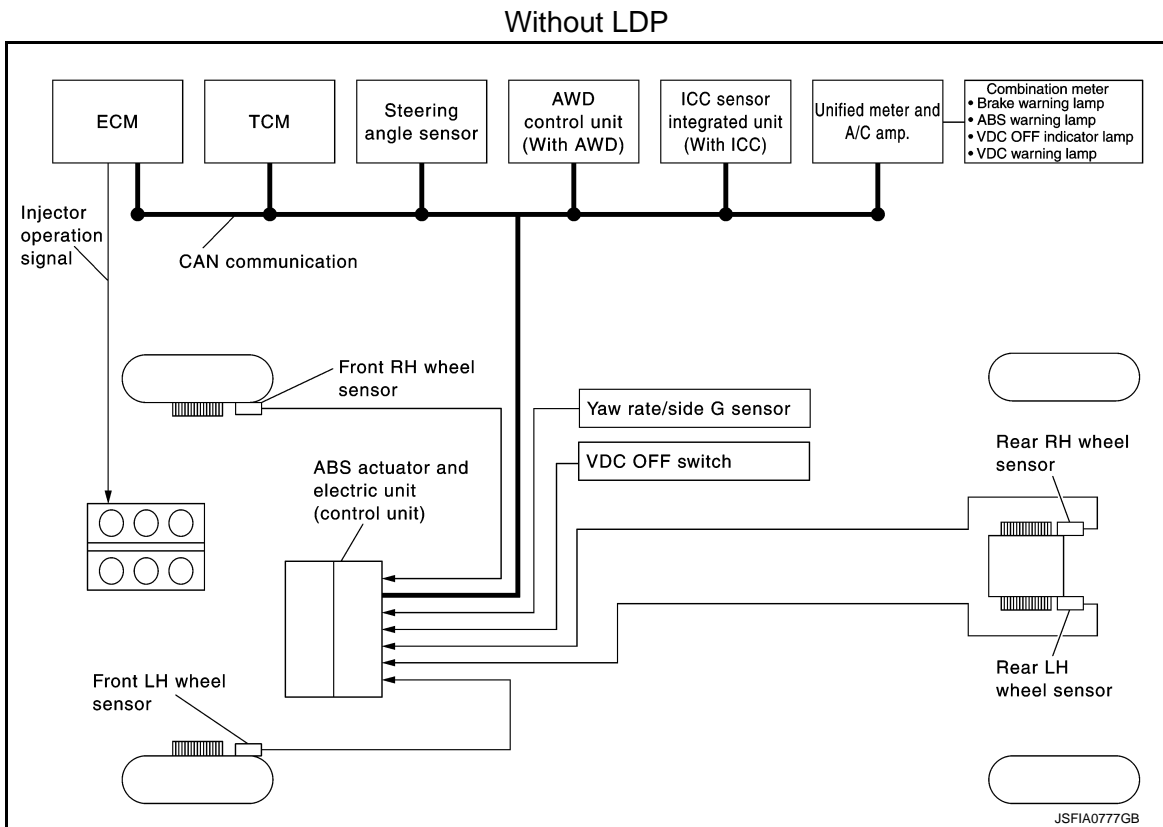 Without LDP
ECM
TCM
Steering
angle sensor
AWD
control unit
(With AWD)
ICC sensor
integrated unit
(With ICC)
Unified meter and
A/C amp.
Combination meter
• Brake warning lamp
• ABS warning lamp
• VDC OFF indicator lamp
• VDC warning lamp
Injector
operation
signal
CAN communication
Front RH wheel
sensor
Yaw rate/side G sensor
VDC OFF switch
Rear RH wheel
sensor
ABS actuator and
electric unit
(control unit)
Front LH wheel
sensor
Rear LH
wheel sensor
JSFIA0777GB